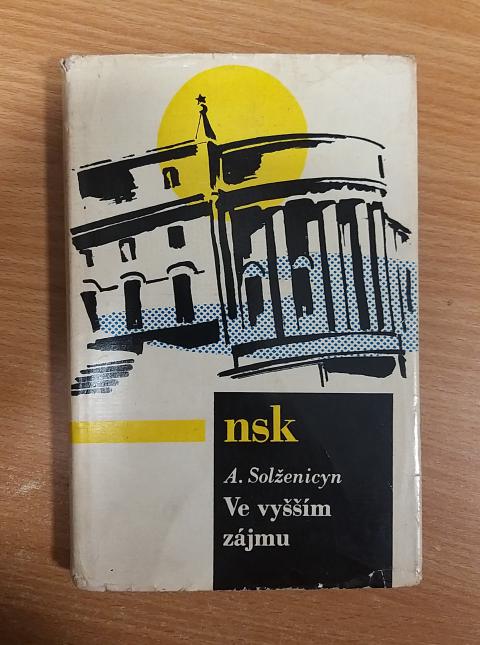 nsk
A. Solženicyn
Ve vyšším
zájmu